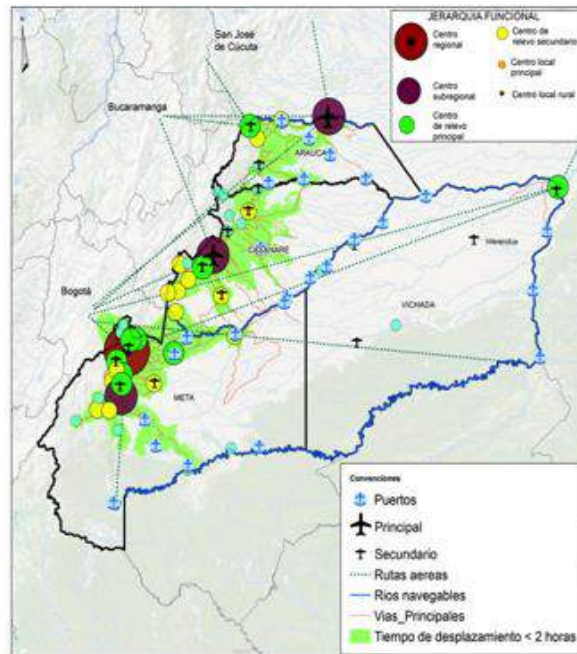 JERARQUIA FUNCIONAL
Centro
regional
Centro de
relevo secundario
Centro local
principal
Centro
subregional
Centro local rural
Centro
de relevo
principal
San José
de Cúcuta
Bucaramanga
ARAUCA
CASANARE
Bogotá
VICHADA
META
Convenciones
Puertos
Principal
Secundario
Rutas aereas
Rios navegables
Vias_Principales
Tiempo de desplazamiento < 2 horas